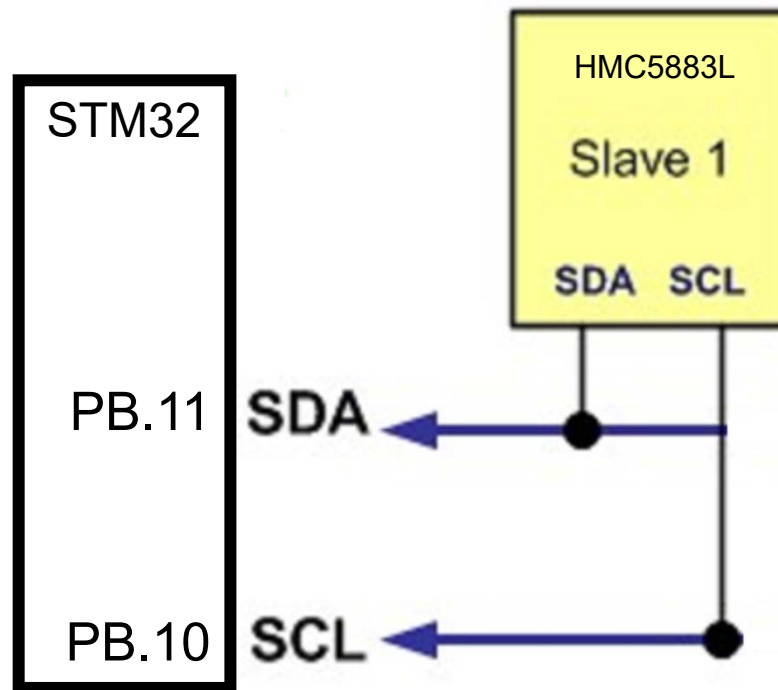 HMC5883L
STM32
Slave 1
SDA SCL
PB.11 SDA
PB.10 SCL